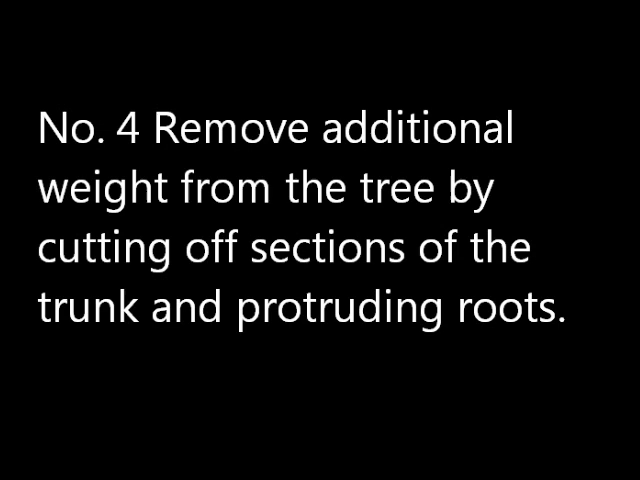 No. 4 Remove additional
weight from the tree by
cutting off sections of the
trunk and protruding roots.